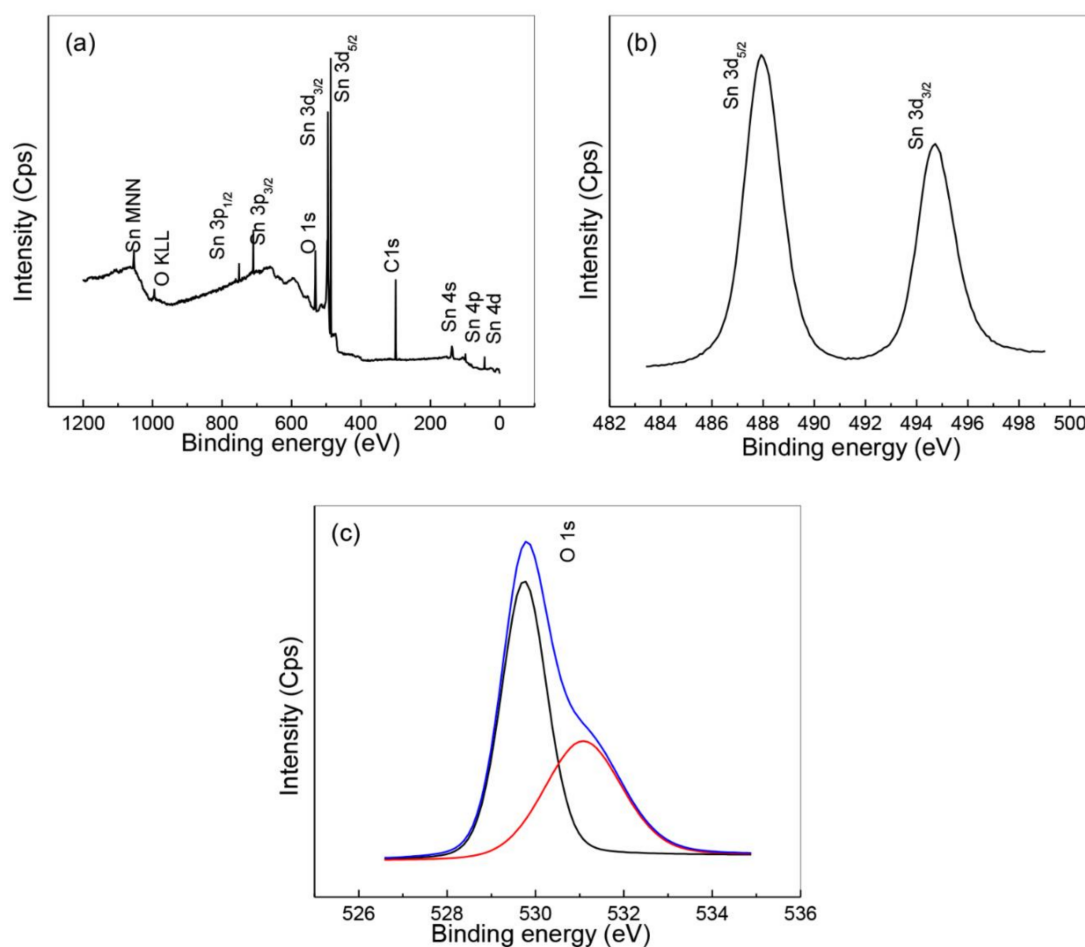 (a)
Intensity (Cps)
Sn MNN
O KLL
Sn 3p1/2
Sn 3p3/2
O 1s
Sn 3d3/2
Sn 3d5/2
C1s
Sn 4s
Sn 4p
Sn 4d
1200 1000 800 600 400 200 0
Binding energy (eV)
(b)
Intensity (Cps)
Sn 3d5/2
Sn 3d3/2
482 484 486 488 490 492 494 496 498 500
Binding energy (eV)
(c)
Intensity (Cps)
O 1s
526 528 530 532 534 536
Binding energy (eV)